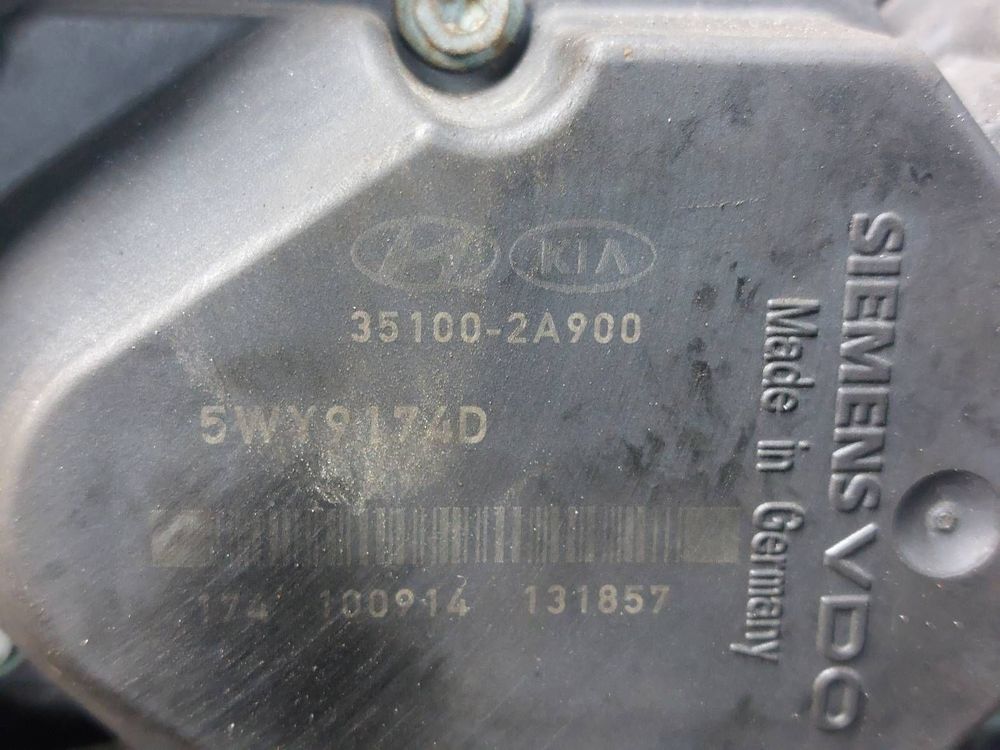 KIA
35100-2A900
5WY9174D
174 100914 131857
SIEMENS VDO
Made in Germany